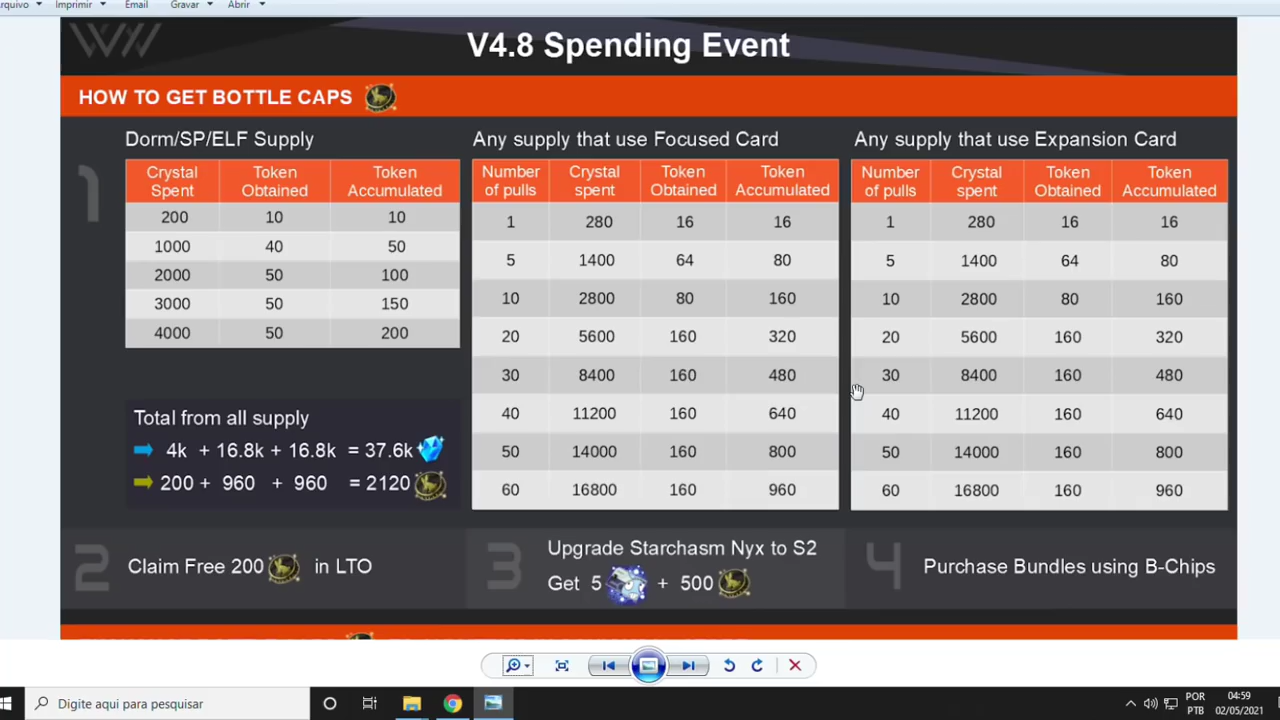 Arquivo Imprimir Email Gravar Abrir
V4.8 Spending Event
HOW TO GET BOTTLE CAPS
1
Dorm/SP/ELF Supply
Crystal Spent Token Obtained Token Accumulated
200 10 10
1000 40 50
2000 50 100
3000 50 150
4000 50 200
Total from all supply
4k + 16.8k + 16.8k = 37.6k
200 + 960 + 960 = 2120
Any supply that use Focused Card
Number of pulls Crystal spent Token Obtained Token Accumulated
1 280 16 16
5 1400 64 80
10 2800 80 160
20 5600 160 320
30 8400 160 480
40 11200 160 640
50 14000 160 800
60 16800 160 960
Any supply that use Expansion Card
Number of pulls Crystal spent Token Obtained Token Accumulated
1 280 16 16
5 1400 64 80
10 2800 80 160
20 5600 160 320
30 8400 160 480
40 11200 160 640
50 14000 160 800
60 16800 160 960
2 Claim Free 200 in LTO
3 Upgrade Starchasm Nyx to S2
Get 5 + 500
4 Purchase Bundles using B-Chips
Digite aqui para pesquisar
POR
PTB
04:59
02/05/2021